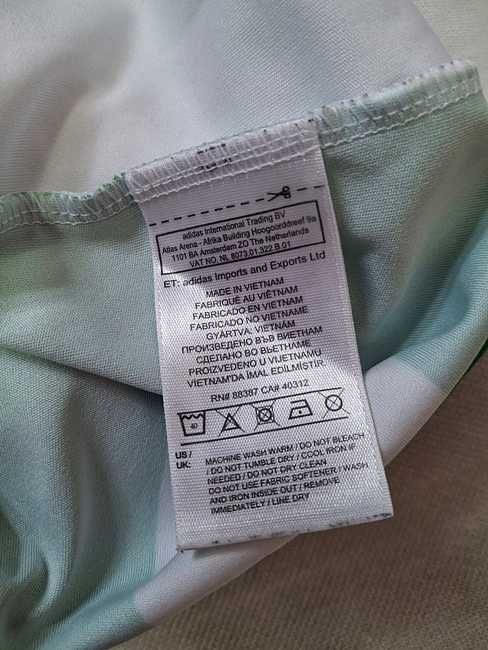 adidas International Trading BV
Atlas Arena - Afrika Building Hoogoorddreef 9a
1101 BA Amsterdam ZO The Netherlands
VAT NO. NL 8073.01.322.B.01
ET: adidas Imports and Exports Ltd
MADE IN VIETNAM
FABRIQUÉ AU VIÊTNAM
FABRICADO EN VIETNAM
FABRICADO NO VIETNAME
GYÁRTVA: VIETNAM
ПРОИЗВЕДЕНО ВЪВ ВИЕТНАМ
СДЕЛАНО ВО ВЬЕТНАМЕ
PROIZVEDENO U VIJETNAMU
VIETNAM'DA İMAL EDİLMİŞTİR.
RN# 88387 CA# 40312
40
US / UK: MACHINE WASH WARM / DO NOT BLEACH
/ DO NOT TUMBLE DRY / COOL IRON IF
NEEDED / DO NOT DRY CLEAN
DO NOT USE FABRIC SOFTENER / WASH
AND IRON INSIDE OUT / REMOVE
IMMEDIATELY / LINE DRY